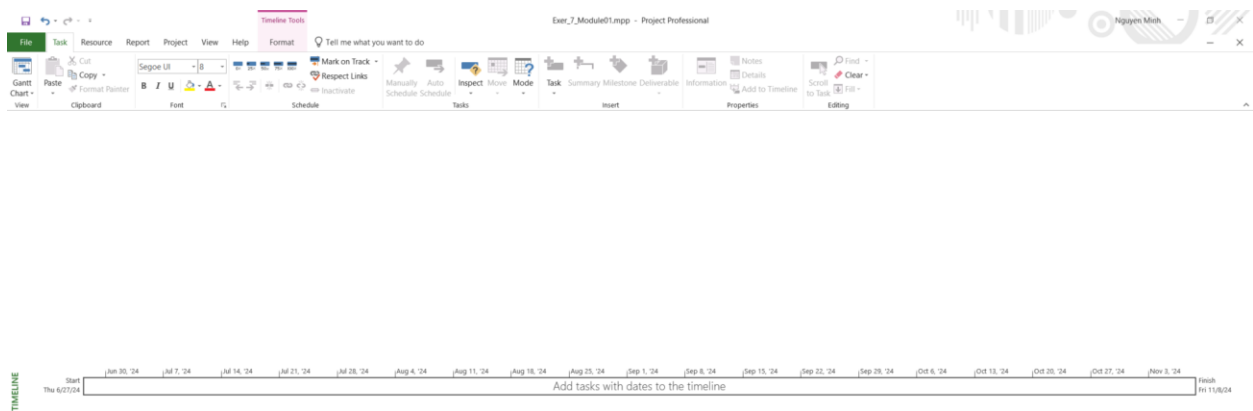 Timeline Tools
Exer_7_Module01.mpp - Project Professional
Nguyen Minh
File Task Resource Report Project View Help Format Tell me what you want to do
Gantt Chart
View
Paste
Cut
Copy
Format Painter
Clipboard
Segoe UI 8
B I U A
Font
Mark on Track
Respect Links
Inactivate
Schedule
Manually Schedule
Auto Schedule
Inspect
Move
Mode
Tasks
Task
Summary
Milestone
Deliverable
Insert
Information
Notes
Details
Add to Timeline
Properties
Scroll to Task
Find
Clear
Fill
Editing
TIMELINE
Start
Thu 6/27/24
Jun 30, '24 Jul 7, '24 Jul 14, '24 Jul 21, '24 Jul 28, '24 Aug 4, '24 Aug 11, '24 Aug 18, '24 Aug 25, '24 Sep 1, '24 Sep 8, '24 Sep 15, '24 Sep 22, '24 Sep 29, '24 Oct 6, '24 Oct 13, '24 Oct 20, '24 Oct 27, '24 Nov 3, '24
Add tasks with dates to the timeline
Finish
Fri 11/8/24